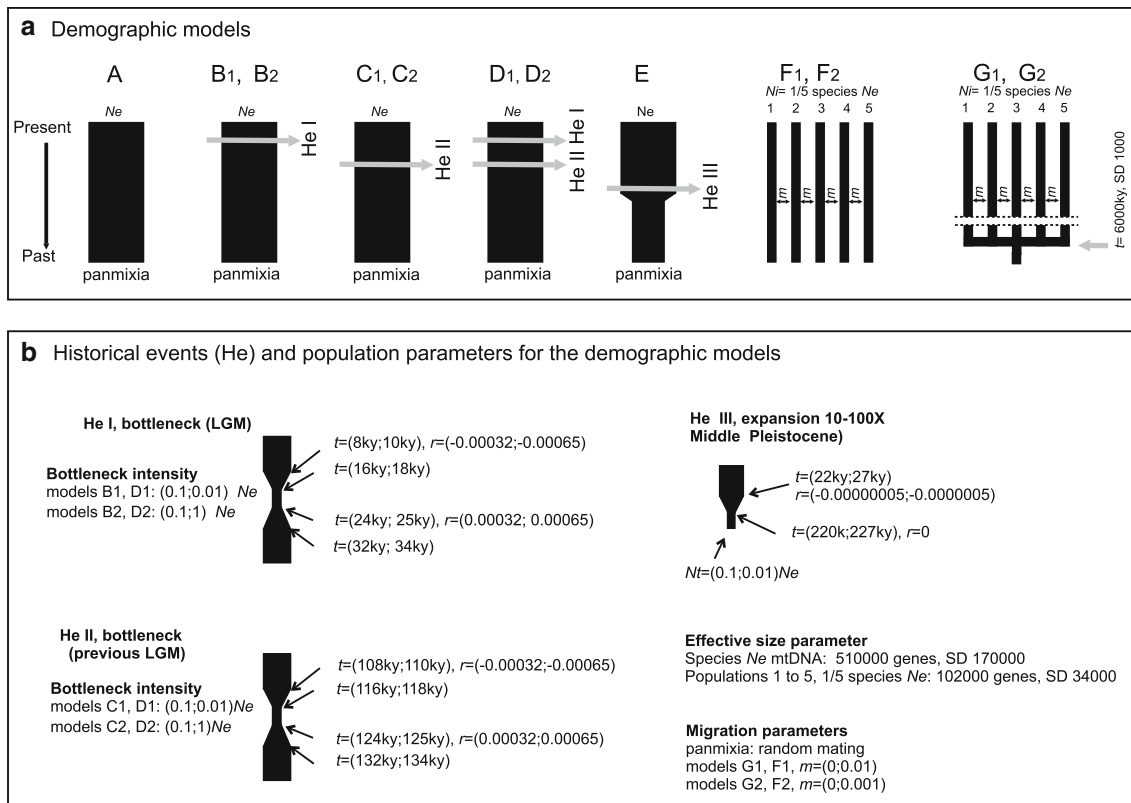 a Demographic models
A
B1, B2
C1, C2
D1, D2
E
F1, F2
G1, G2
Ni= 1/5 species Ne
Ni= 1/5 species Ne
Ne
Ne
Ne
Ne
Ne
1 2 3 4 5
1 2 3 4 5
Present
Past
He I
He II
He II He I
He III
m m m m
m m m m
t= 6000ky, SD 1000
panmixia
panmixia
panmixia
panmixia
panmixia
b Historical events (He) and population parameters for the demographic models
He I, bottleneck (LGM)
Bottleneck intensity
models B1, D1: (0.1;0.01) Ne
models B2, D2: (0.1;1) Ne
t=(8ky;10ky), r=(-0.00032;-0.00065)
t=(16ky;18ky)
t=(24ky; 25ky), r=(0.00032; 0.00065)
t=(32ky; 34ky)
He II, bottleneck
(previous LGM)
Bottleneck intensity
models C1, D1: (0.1;0.01)Ne
models C2, D2: (0.1;1)Ne
t=(108ky;110ky), r=(-0.00032;-0.00065)
t=(116ky;118ky)
t=(124ky;125ky), r=(0.00032;0.00065)
t=(132ky;134ky)
He III, expansion 10-100X
Middle Pleistocene)
t=(22ky;27ky)
r=(-0.00000005;-0.0000005)
t=(220k;227ky), r=0
Nt=(0.1;0.01)Ne
Effective size parameter
Species Ne mtDNA: 510000 genes, SD 170000
Populations 1 to 5, 1/5 species Ne: 102000 genes, SD 34000
Migration parameters
panmixia: random mating
models G1, F1, m=(0;0.01)
models G2, F2, m=(0;0.001)